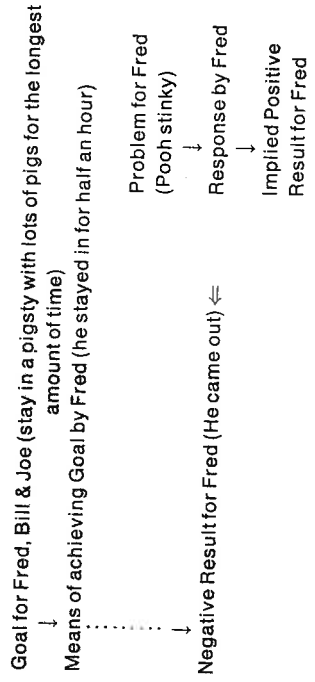 Goal for Fred, Bill & Joe (stay in a pigsty with lots of pigs for the longest
amount of time)
↓
Means of achieving Goal by Fred (he stayed in for half an hour)
Problem for Fred
(Pooh stinky)
↓
Negative Result for Fred (He came out) ⇐
Response by Fred
↓
Implied Positive
Result for Fred